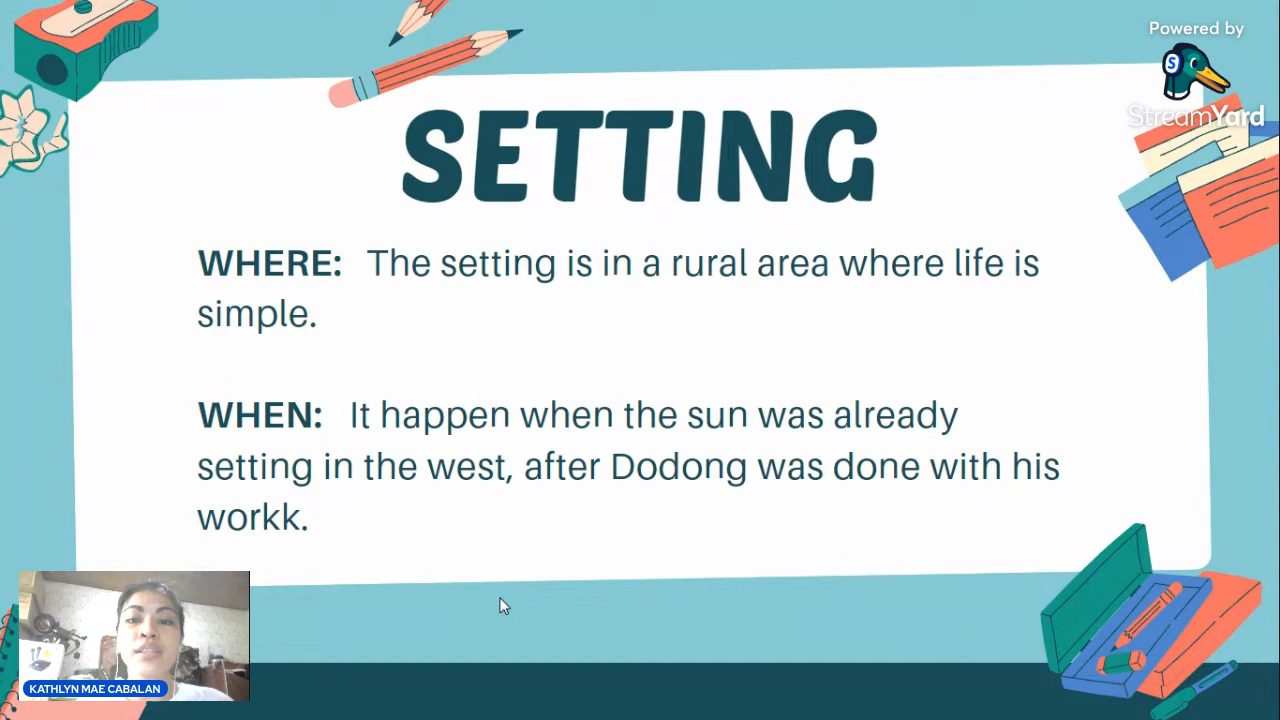 Powered by
StreamYard
SETTING
WHERE: The setting is in a rural area where life is
simple.
WHEN: It happen when the sun was already
setting in the west, after Dodong was done with his
workk.
KATHLYN MAE CABALAN